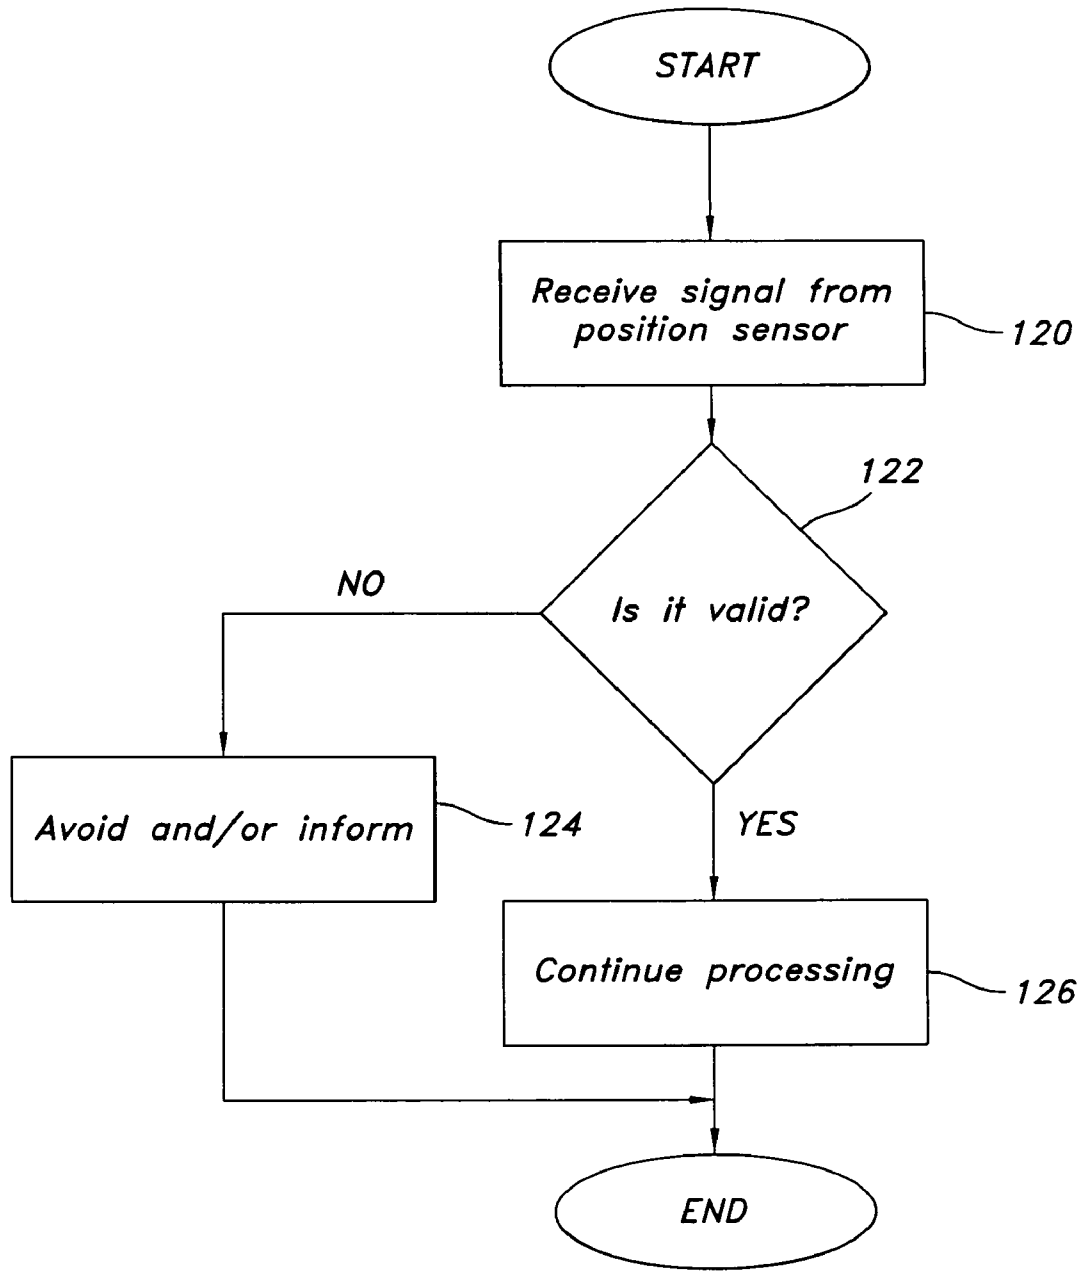 START
Receive signal from
position sensor
120
122
Is it valid?
NO
YES
Avoid and/or inform
124
Continue processing
126
END